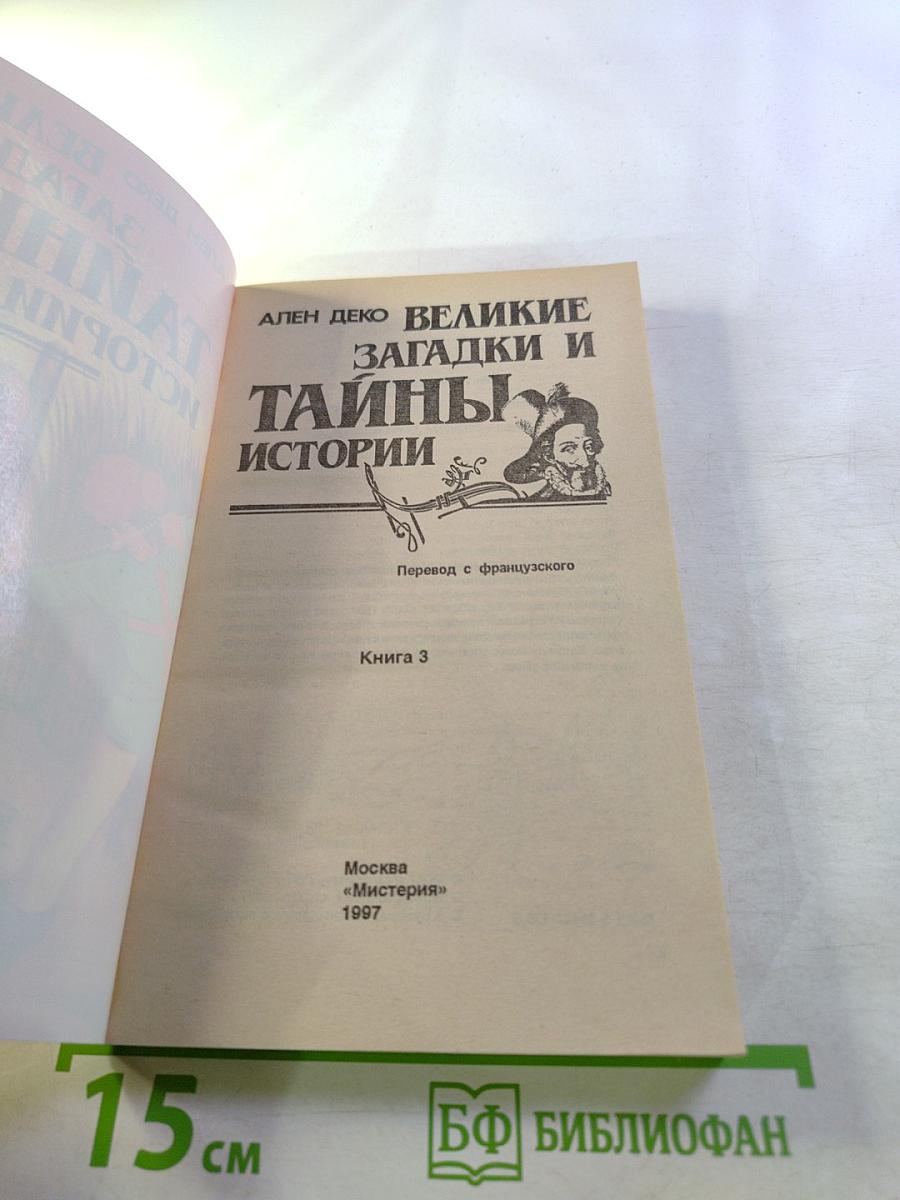 АЛЕН ДЕКО ВЕЛИКИЕ
ЗАГАДКИ И
ТАЙНЫ
ИСТОРИИ
Перевод с французского
Книга 3
Москва
«Мистерия»
1997
15 см
БФ БИБЛИОФАН